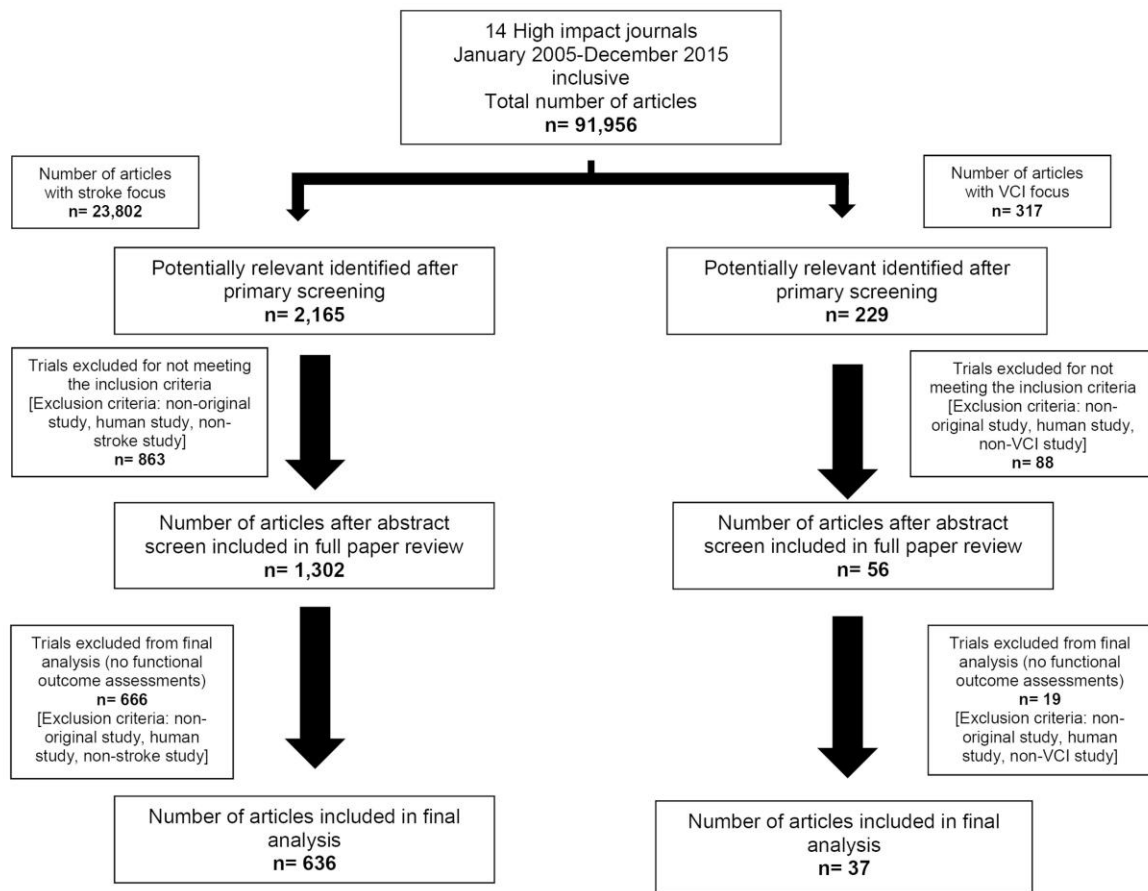 14 High impact journals
January 2005-December 2015
inclusive
Total number of articles
n= 91,956
Number of articles
with stroke focus
n= 23,802
Number of articles
with VCI focus
n= 317
Potentially relevant identified after
primary screening
n= 2,165
Potentially relevant identified after
primary screening
n= 229
Trials excluded for not meeting
the inclusion criteria
[Exclusion criteria: non-original
study, human study, non-
stroke study]
n= 863
Trials excluded for not
meeting the inclusion criteria
[Exclusion criteria: non-
original study, human study,
non-VCI study]
n= 88
Number of articles after abstract
screen included in full paper review
n= 1,302
Number of articles after abstract
screen included in full paper review
n= 56
Trials excluded from final
analysis (no functional
outcome assessments)
n= 666
[Exclusion criteria: non-
original study, human
study, non-stroke study]
Trials excluded from final
analysis (no functional
outcome assessments)
n= 19
[Exclusion criteria: non-
original study, human
study, non-VCI study]
Number of articles included in final
analysis
n= 636
Number of articles included in final
analysis
n= 37